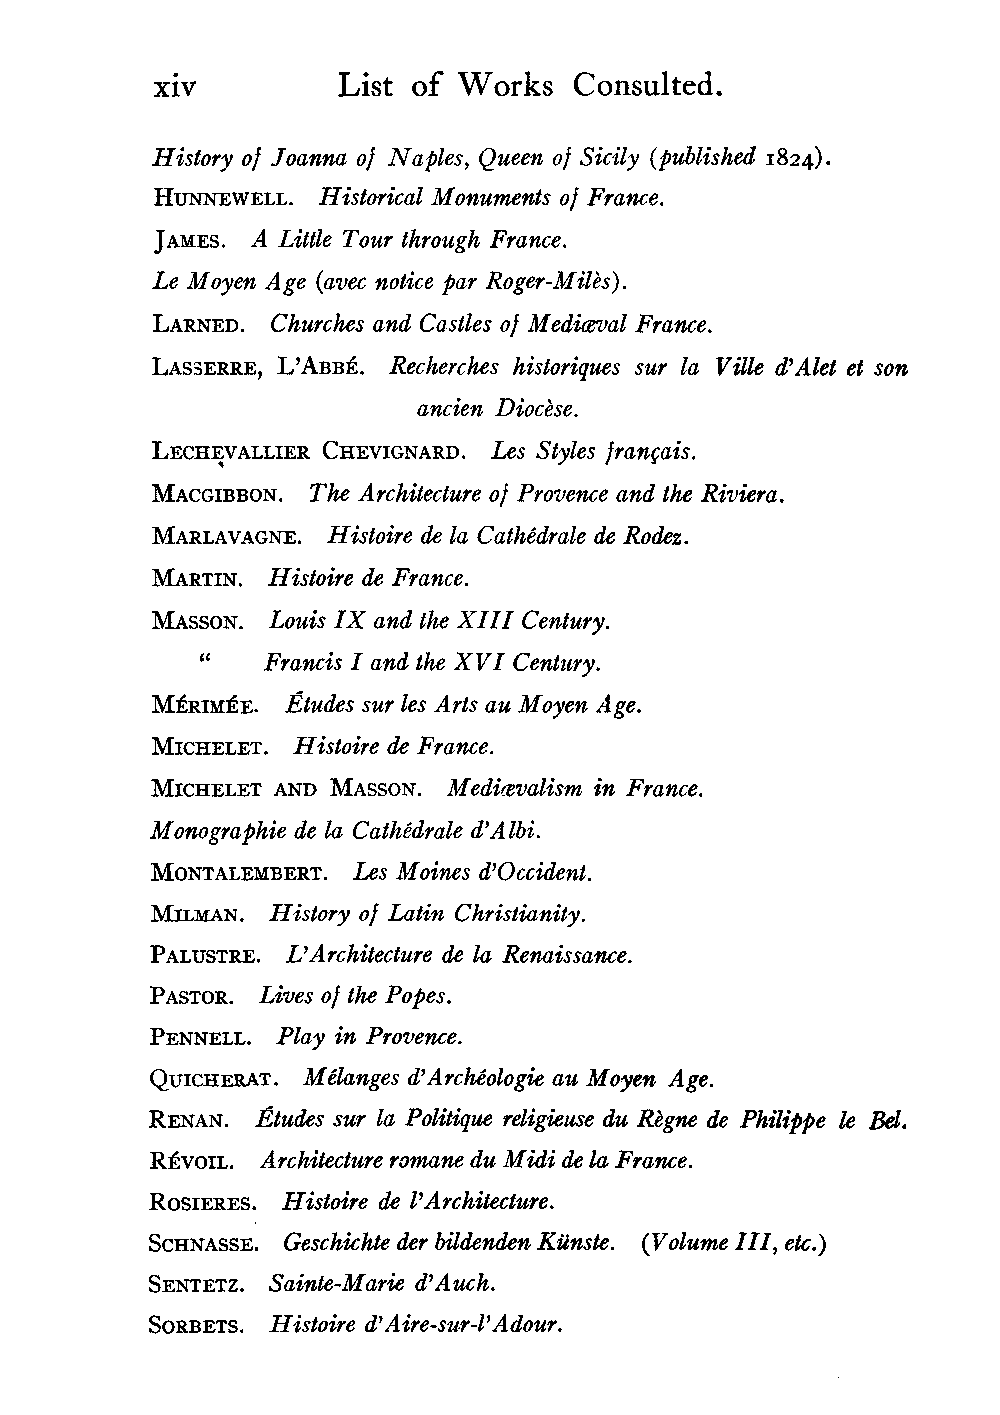 xiv List of Works Consulted.
History of Joanna of Naples, Queen of Sicily (published 1824).
HUNNEWELL. Historical Monuments of France.
JAMES. A Little Tour through France.
Le Moyen Age (avec notice par Roger-Milès).
LARNED. Churches and Castles of Mediæval France.
LASSERRE, L'ABBÉ. Recherches historiques sur la Ville d'Alet et son
ancien Diocèse.
LECHEVALLIER CHEVIGNARD. Les Styles français.
MACGIBBON. The Architecture of Provence and the Riviera.
MARLAVAGNE. Histoire de la Cathédrale de Rodez.
MARTIN. Histoire de France.
MASSON. Louis IX and the XIII Century.
“ Francis I and the XVI Century.
MÉRIMÉE. Études sur les Arts au Moyen Age.
MICHELET. Histoire de France.
MICHELET AND MASSON. Mediævalism in France.
Monographie de la Cathédrale d'Albi.
MONTALEMBERT. Les Moines d'Occident.
MILMAN. History of Latin Christianity.
PALUSTRE. L'Architecture de la Renaissance.
PASTOR. Lives of the Popes.
PENNELL. Play in Provence.
QUICHERAT. Mélanges d'Archéologie au Moyen Age.
RENAN. Études sur la Politique religieuse du Règne de Philippe le Bel.
RÉVOIL. Architecture romane du Midi de la France.
ROSIERES. Histoire de l'Architecture.
SCHNASSE. Geschichte der bildenden Künste. (Volume III, etc.)
SENTETZ. Sainte-Marie d'Auch.
SORBETS. Histoire d'Aire-sur-l'Adour.